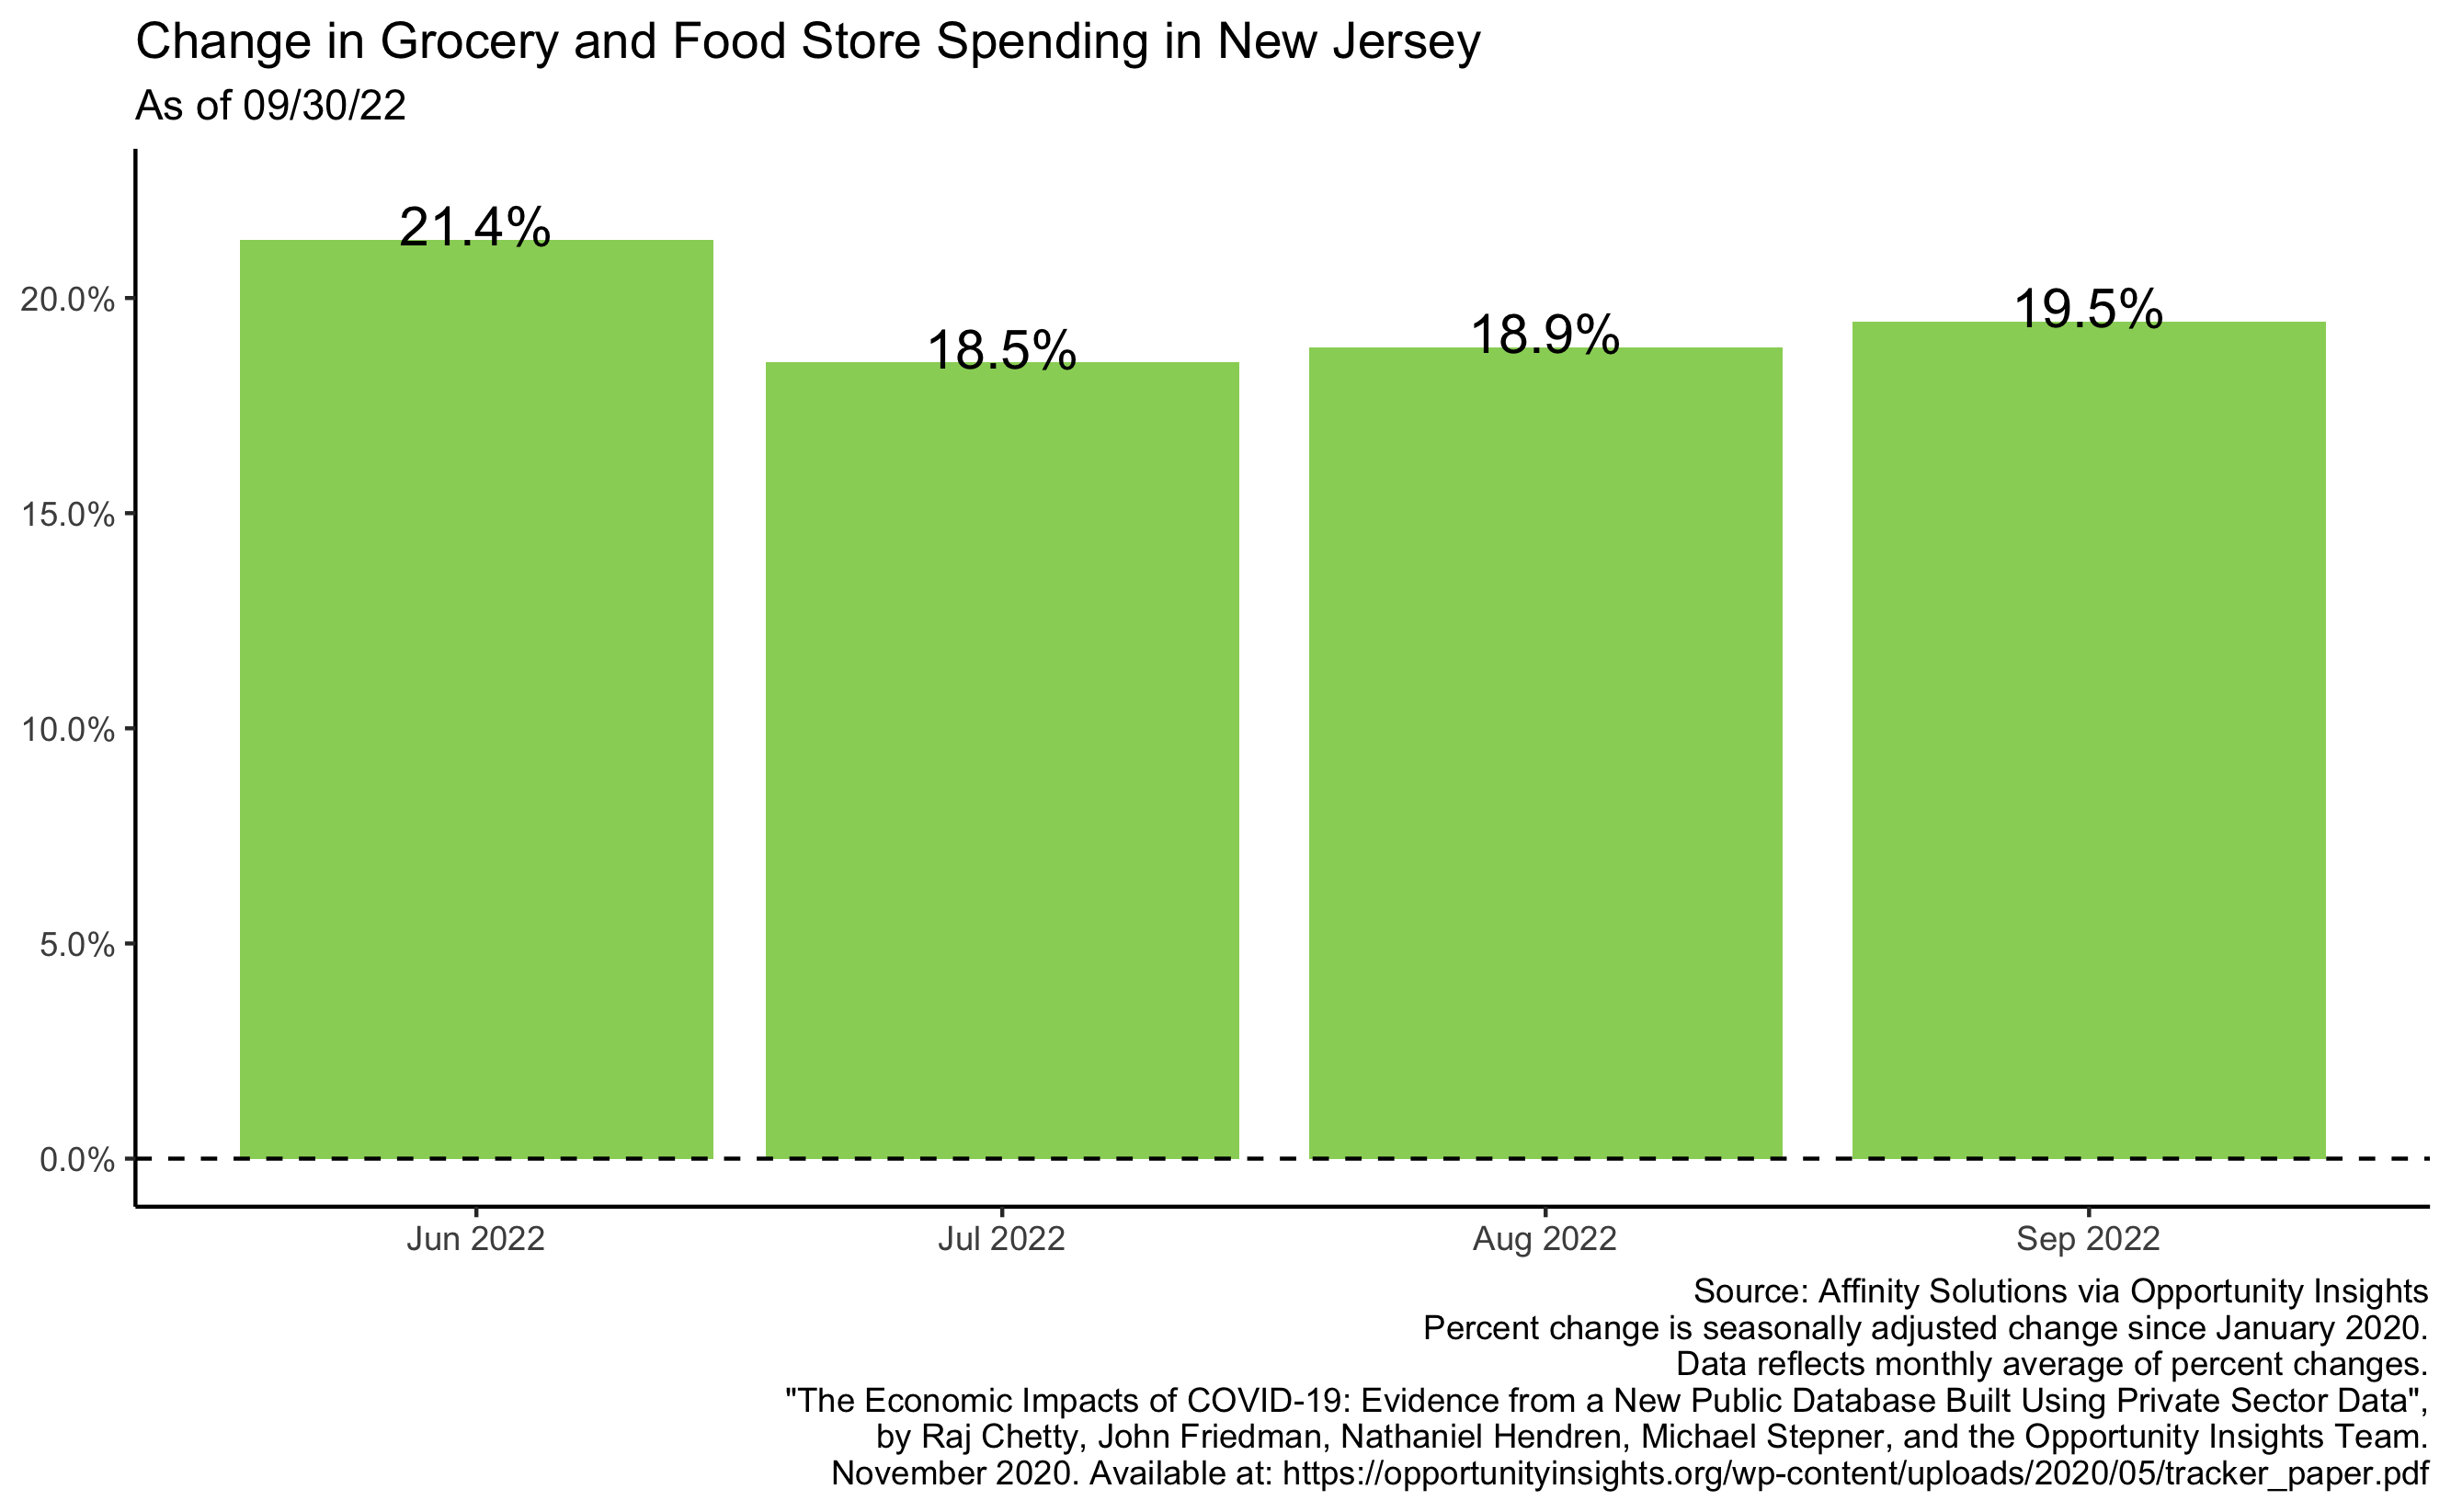 Change in Grocery and Food Store Spending in New Jersey
As of 09/30/22
21.4%
18.5%
18.9%
19.5%
20.0%
15.0%
10.0%
5.0%
0.0%
Jun 2022
Jul 2022
Aug 2022
Sep 2022
Source: Affinity Solutions via Opportunity Insights
Percent change is seasonally adjusted change since January 2020.
Data reflects monthly average of percent changes.
"The Economic Impacts of COVID-19: Evidence from a New Public Database Built Using Private Sector Data",
by Raj Chetty, John Friedman, Nathaniel Hendren, Michael Stepner, and the Opportunity Insights Team.
November 2020. Available at: https://opportunityinsights.org/wp-content/uploads/2020/05/tracker_paper.pdf